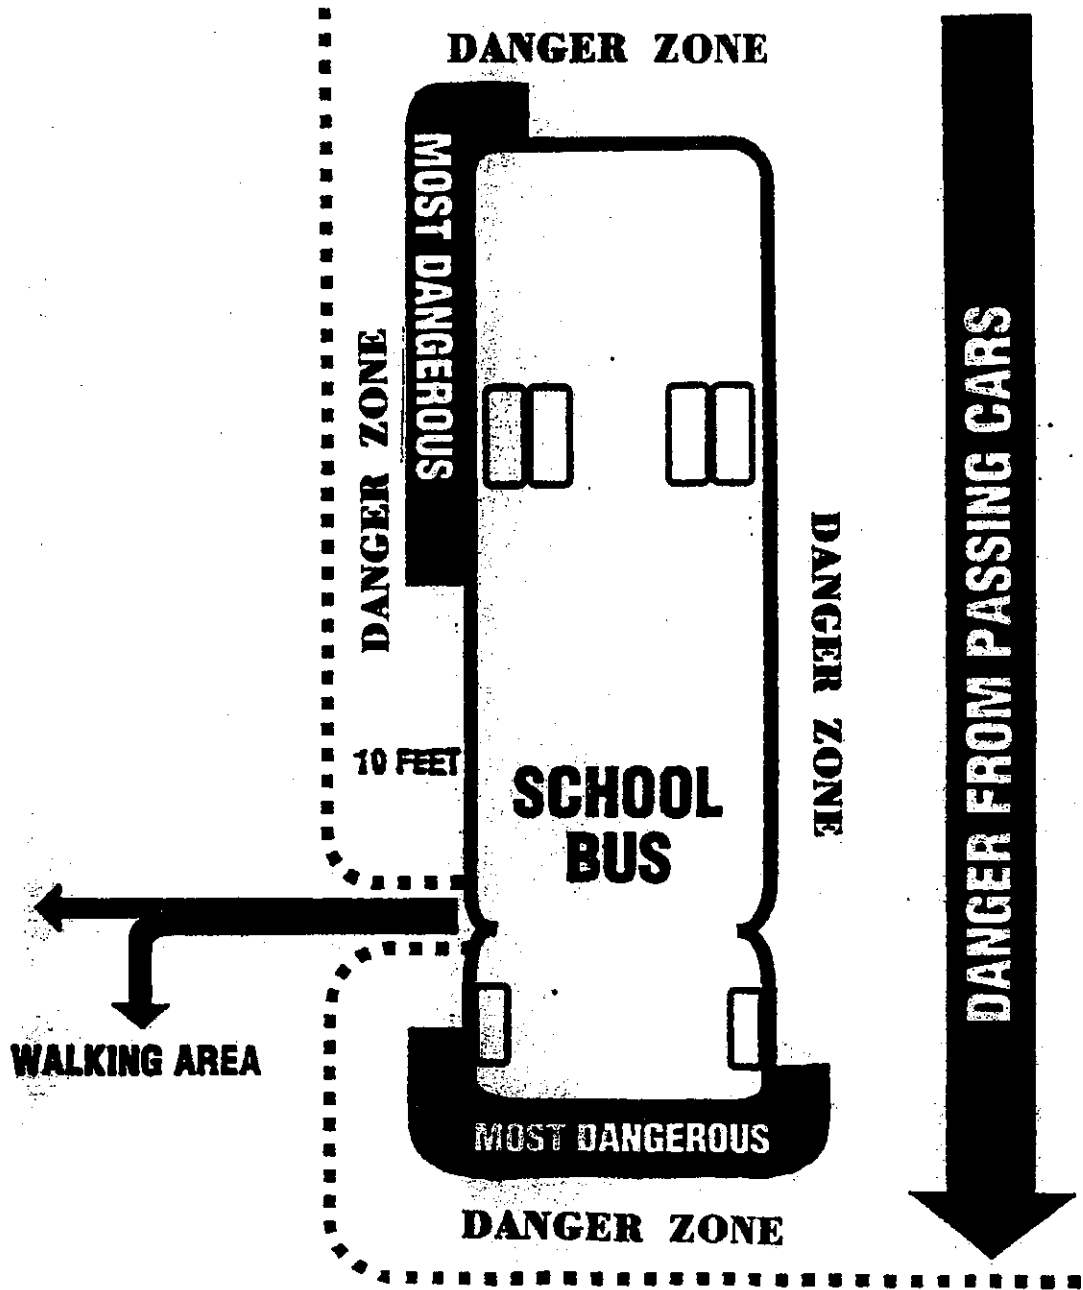 DANGER ZONE
MOST DANGEROUS
DANGER ZONE
DANGER FROM PASSING CARS
DANGER ZONE
10 FEET
SCHOOL
BUS
WALKING AREA
MOST DANGEROUS
DANGER ZONE